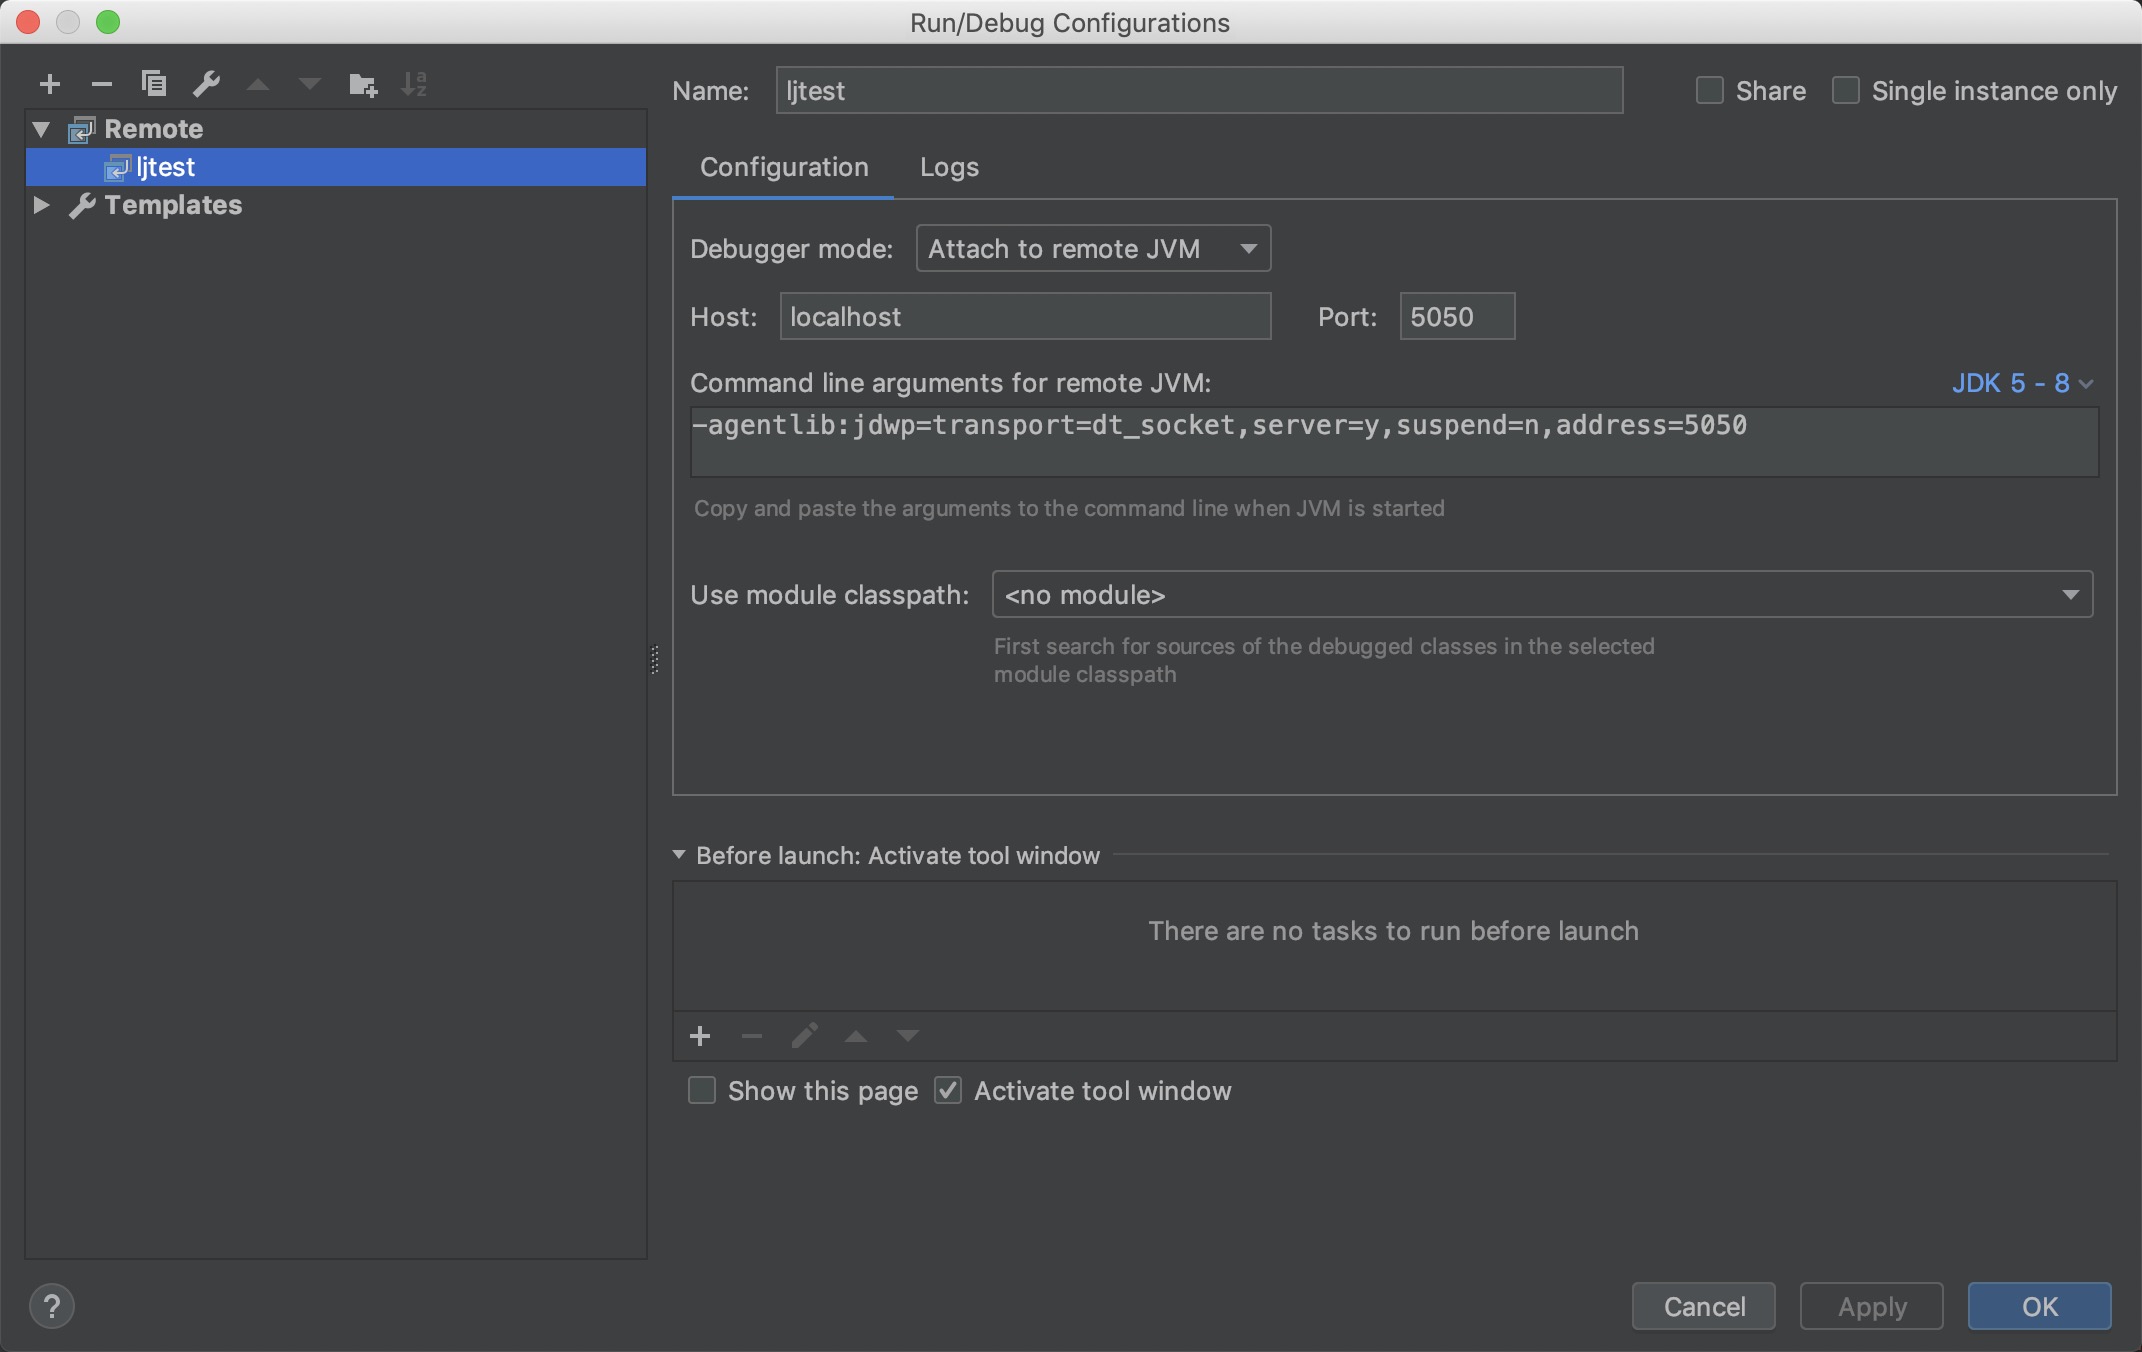 Run/Debug Configurations
Remote
ljtest
Templates
Name: ljtest
Share Single instance only
Configuration Logs
Debugger mode: Attach to remote JVM
Host: localhost Port: 5050
Command line arguments for remote JVM: JDK 5 - 8
-agentlib:jdwp=transport=dt_socket,server=y,suspend=n,address=5050
Copy and paste the arguments to the command line when JVM is started
Use module classpath: <no module>
First search for sources of the debugged classes in the selected
module classpath
Before launch: Activate tool window
There are no tasks to run before launch
Show this page Activate tool window
?
Cancel Apply OK